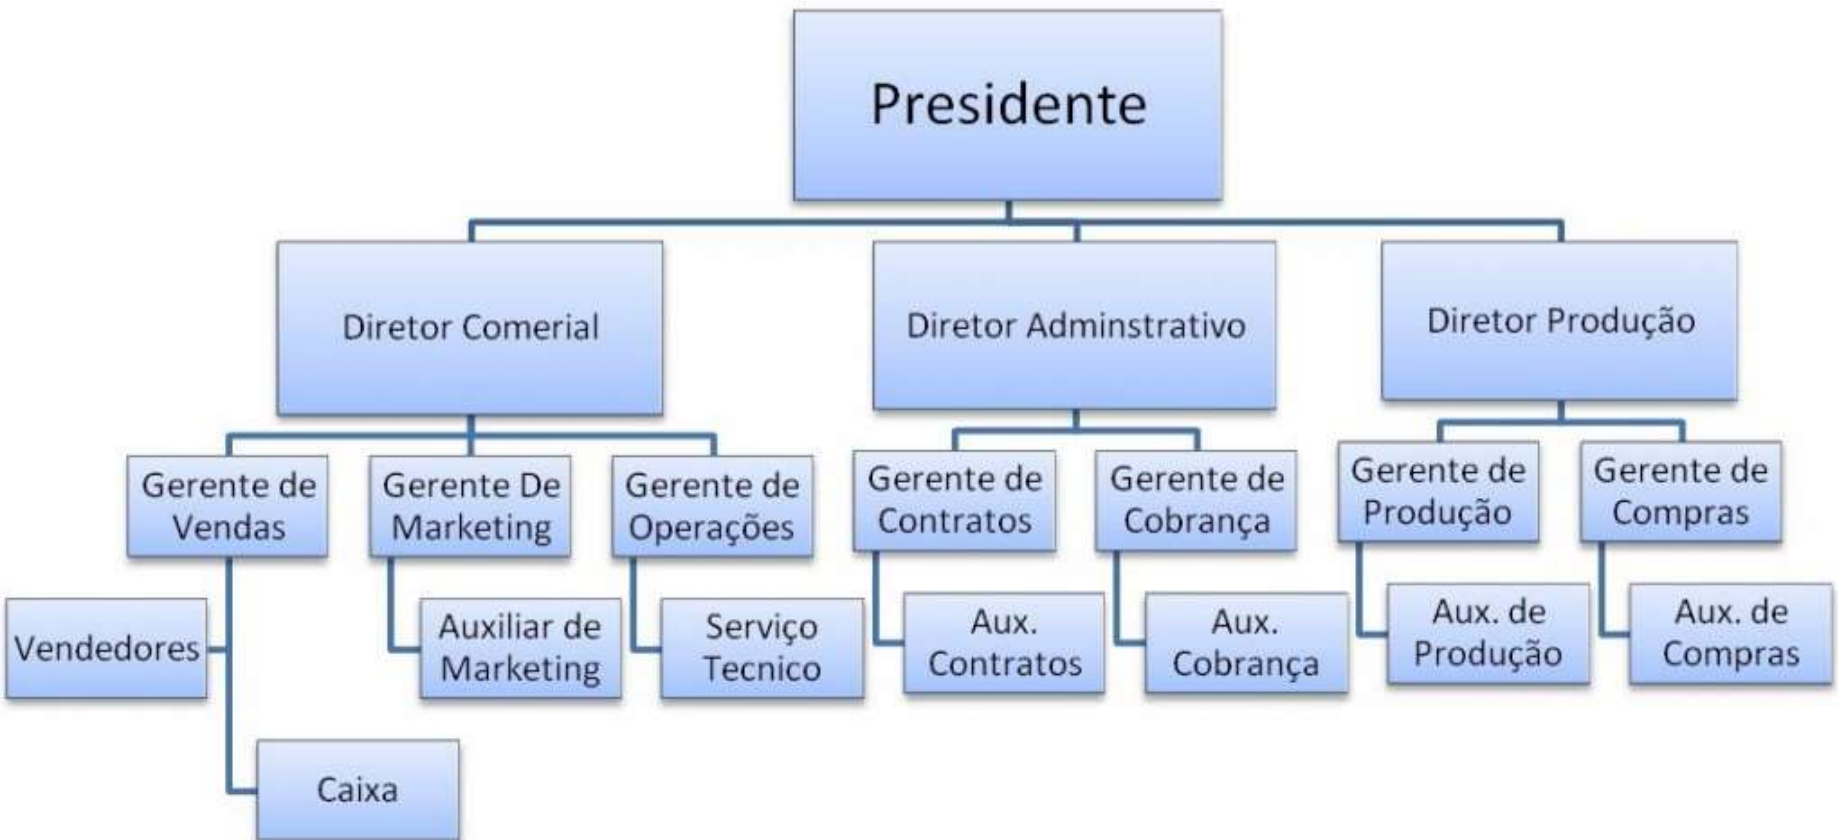 Presidente
Diretor Comerial
Diretor Adminstrativo
Diretor Produção
Gerente de
Vendas
Gerente De
Marketing
Gerente de
Operações
Gerente de
Contratos
Gerente de
Cobrança
Gerente de
Produção
Gerente de
Compras
Vendedores
Auxiliar de
Marketing
Serviço
Tecnico
Aux.
Contratos
Aux.
Cobrança
Aux. de
Produção
Aux. de
Compras
Caixa